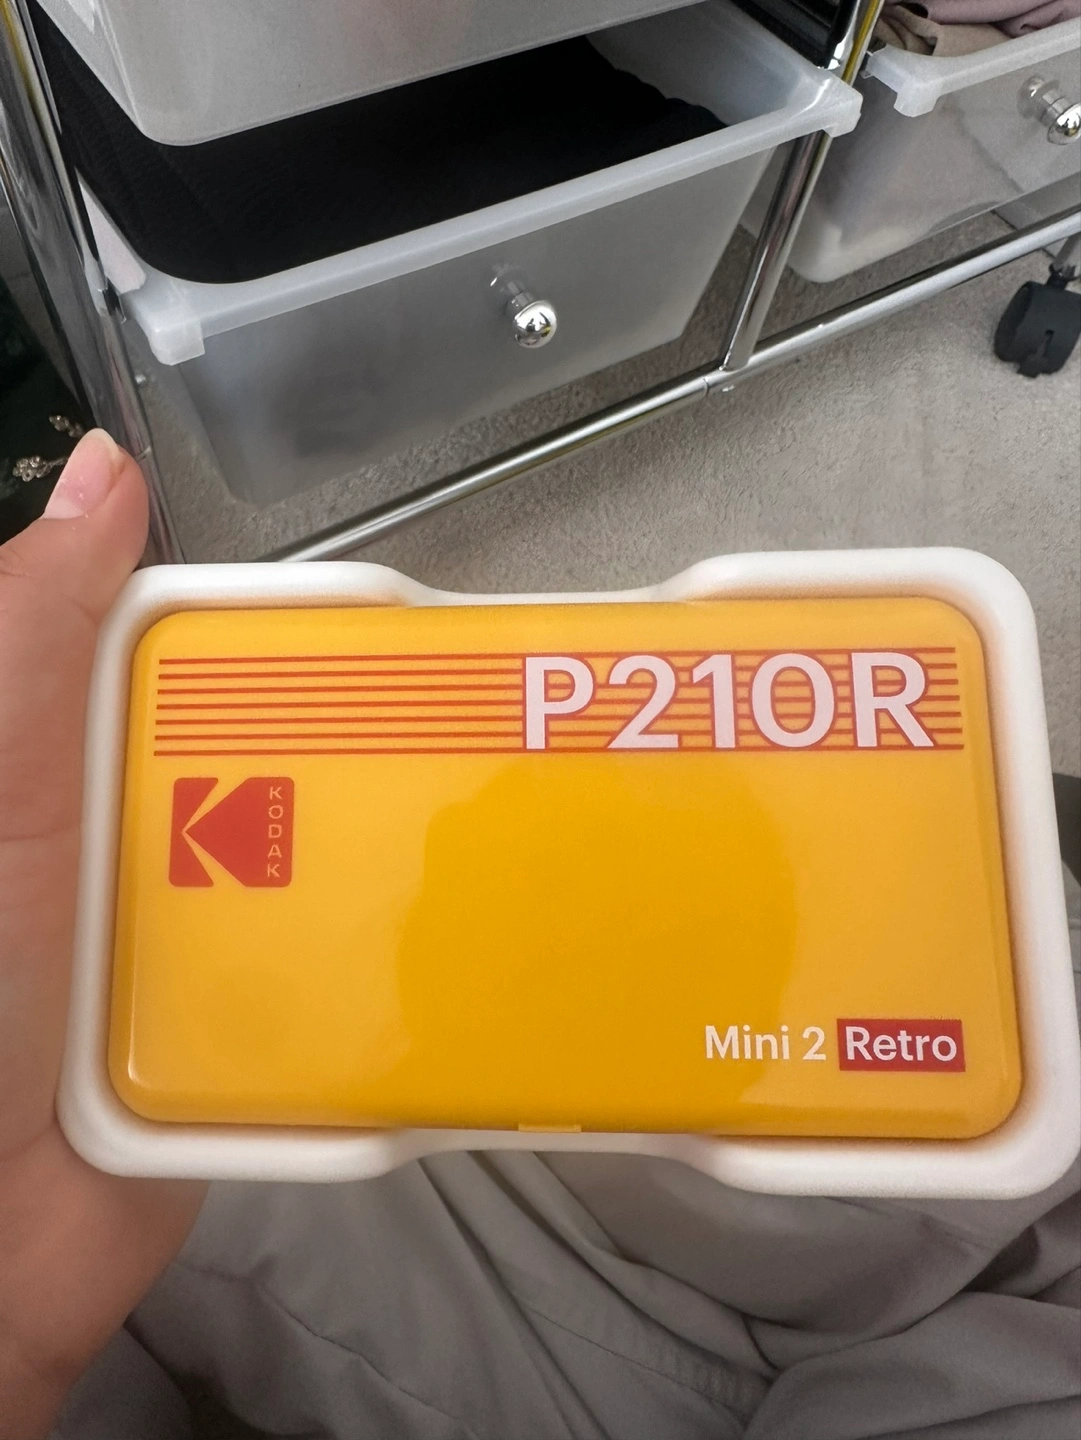 P210R
KODAK
Mini 2 Retro